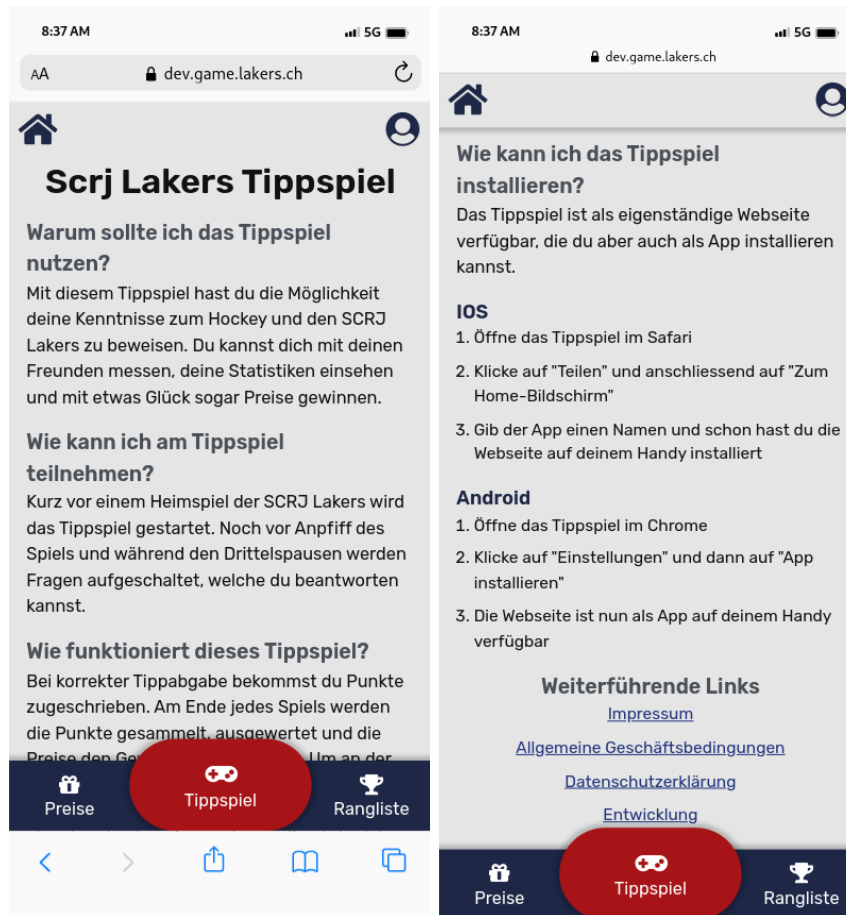 8:37 AM
5G
AA
dev.game.lakers.ch
Scrj Lakers Tippspiel
Warum sollte ich das Tippspiel
nutzen?
Mit diesem Tippspiel hast du die Möglichkeit
deine Kenntnisse zum Hockey und den SCRJ
Lakers zu beweisen. Du kannst dich mit deinen
Freunden messen, deine Statistiken einsehen
und mit etwas Glück sogar Preise gewinnen.
Wie kann ich am Tippspiel
teilnehmen?
Kurz vor einem Heimspiel der SCRJ Lakers wird
das Tippspiel gestartet. Noch vor Anpfiff des
Spiels und während den Drittelspausen werden
Fragen aufgeschaltet, welche du beantworten
kannst.
Wie funktioniert dieses Tippspiel?
Bei korrekter Tippabgabe bekommst du Punkte
zugeschrieben. Am Ende jedes Spiels werden
die Punkte gesammelt, ausgewertet und die
Preise den Um an der
Preise
Tippspiel
Rangliste
8:37 AM
5G
dev.game.lakers.ch
Wie kann ich das Tippspiel
installieren?
Das Tippspiel ist als eigenständige Webseite
verfügbar, die du aber auch als App installieren
kannst.
IOS
1. Öffne das Tippspiel im Safari
2. Klicke auf "Teilen" und anschliessend auf "Zum
Home-Bildschirm"
3. Gib der App einen Namen und schon hast du die
Webseite auf deinem Handy installiert
Android
1. Öffne das Tippspiel im Chrome
2. Klicke auf "Einstellungen" und dann auf "App
installieren"
3. Die Webseite ist nun als App auf deinem Handy
verfügbar
Weiterführende Links
Impressum
Allgemeine Geschäftsbedingungen
Datenschutzerklärung
Entwicklung
Preise
Tippspiel
Rangliste